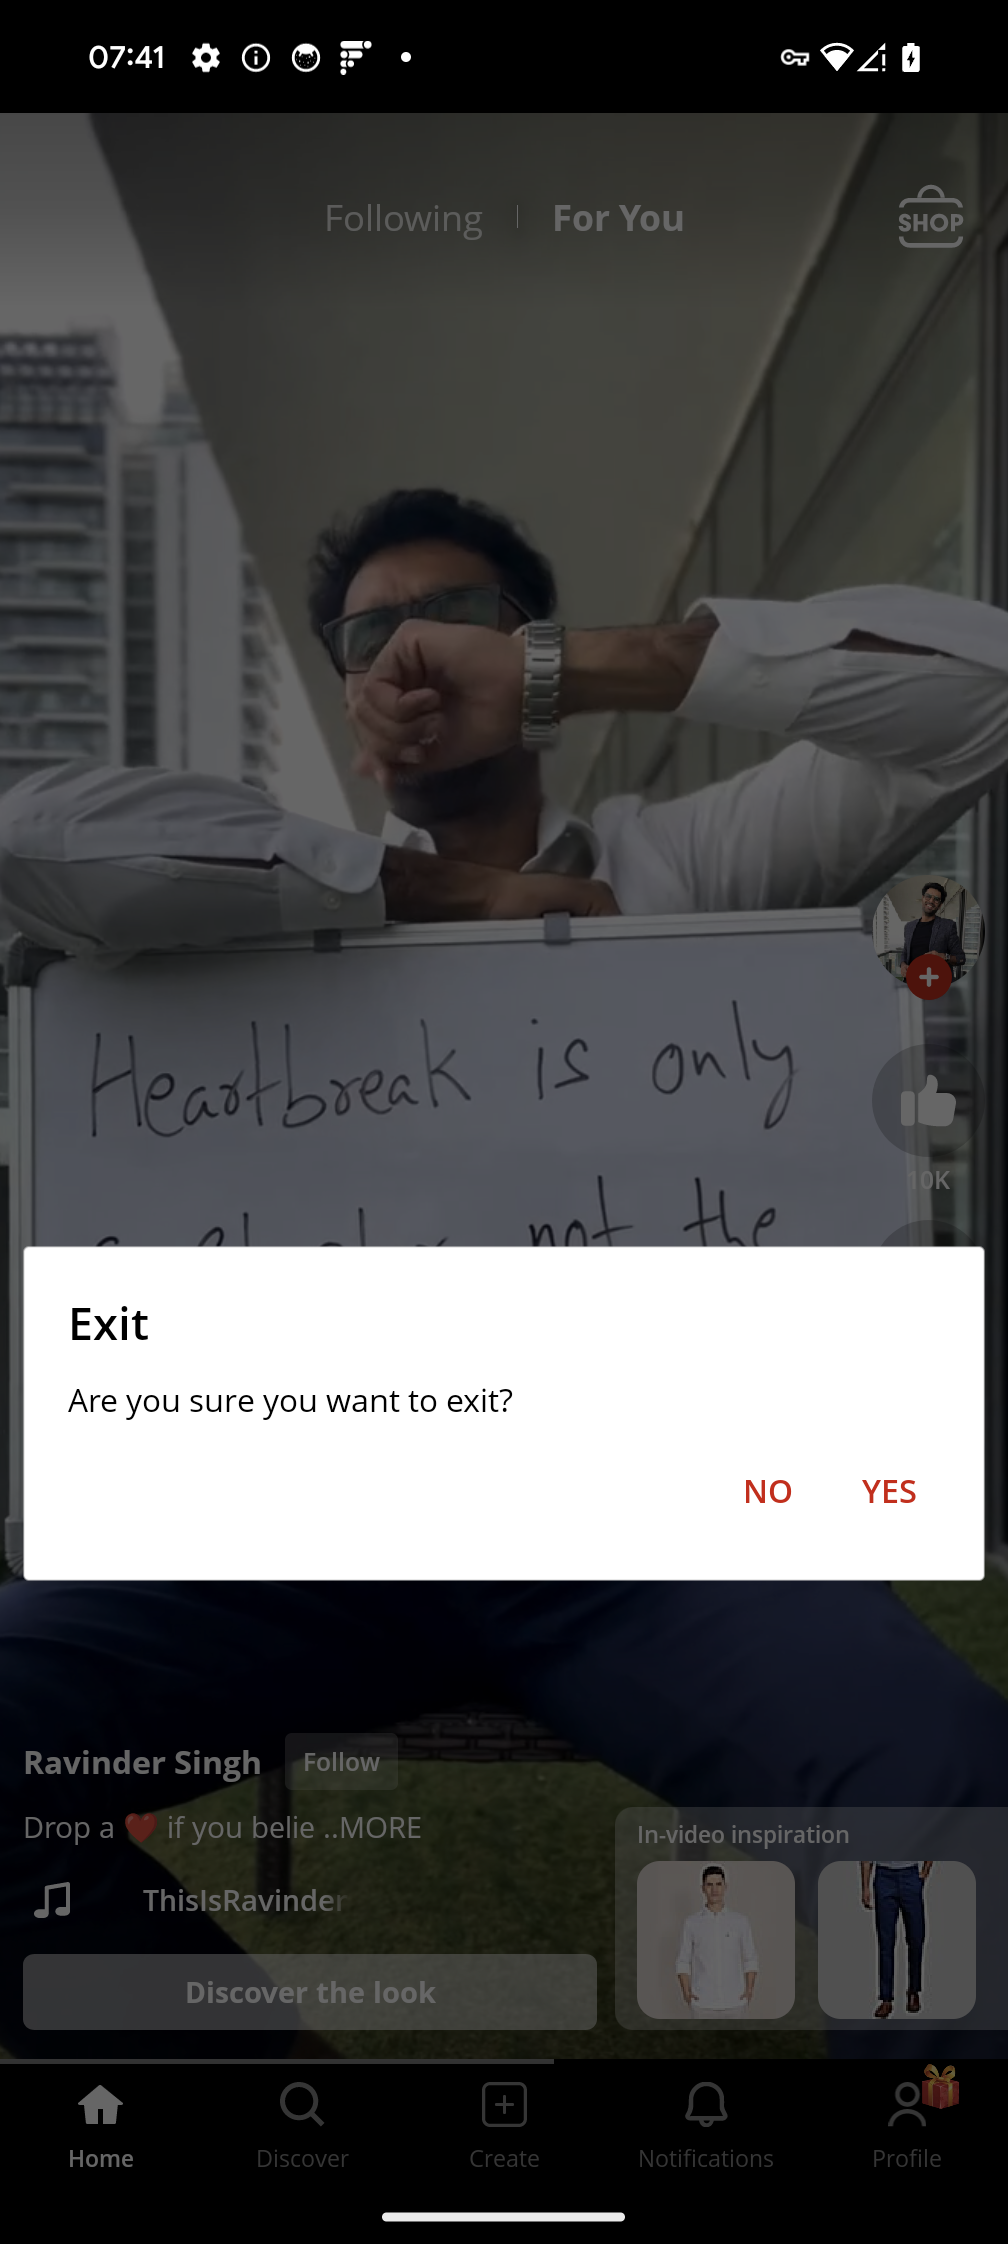 07:41
Following
For You
SHOP
Heartbreak is only
not the
10K
Exit
Are you sure you want to exit?
NO YES
Ravinder Singh
Follow
Drop a ❤️ if you belie ..MORE
ThisIsRavinder
Discover the look
In-video inspiration
Home
Discover
Create
Notifications
Profile